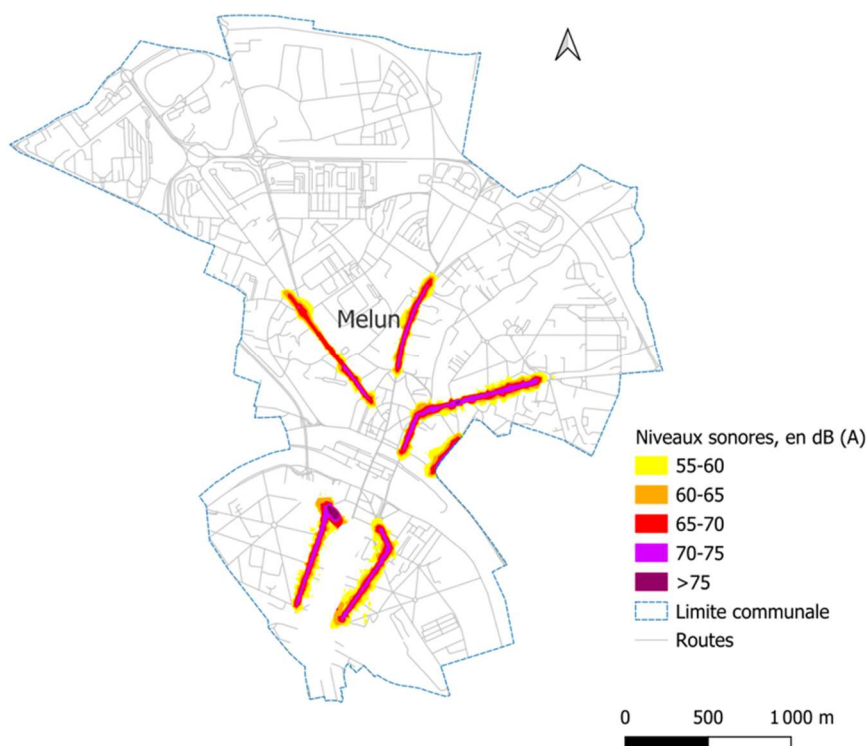 Melun
Niveaux sonores, en dB (A)
55-60
60-65
65-70
70-75
>75
Limite communale
Routes
0 500 1 000 m